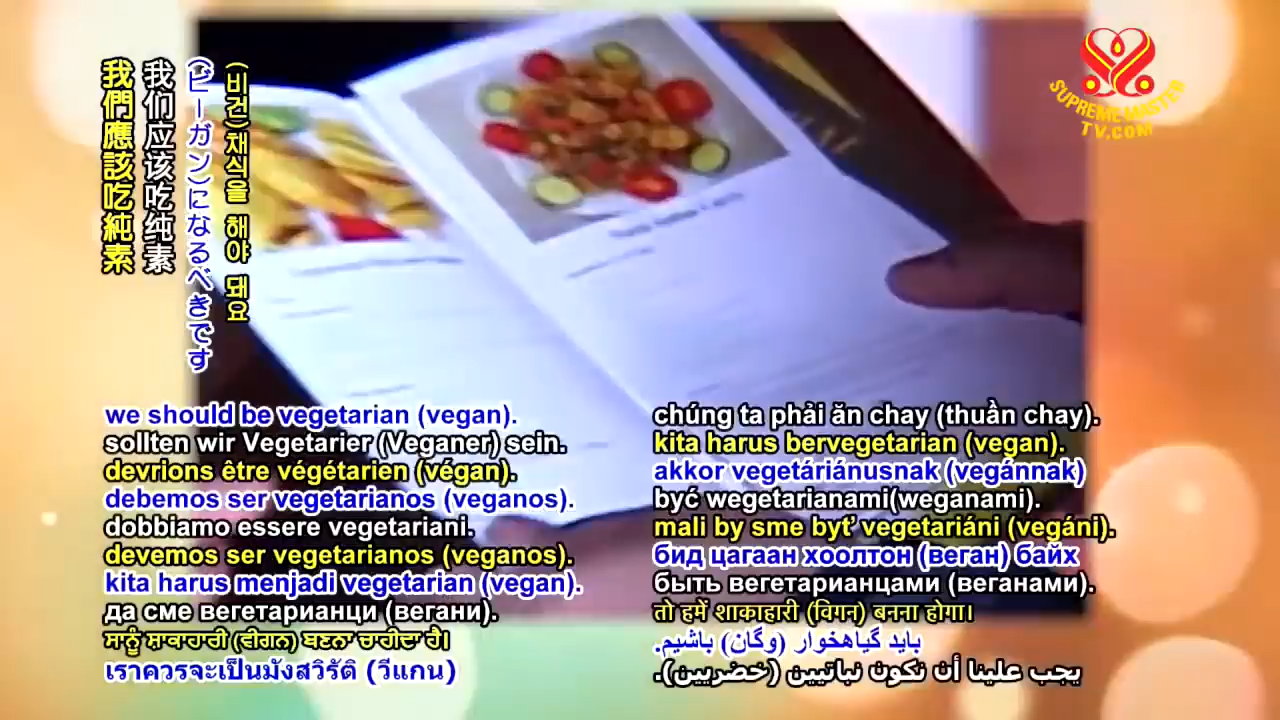 我們應該吃純素
我们应该吃纯素
(ビーガン)になるべきです
(비건)채식을 해야 돼요
SUPREME MASTER
TV.COM
we should be vegetarian (vegan).
sollten wir Vegetarier (Veganer) sein.
devrions être végétarien (végan).
debemos ser vegetarianos (veganos).
dobbiamo essere vegetariani.
devemos ser vegetarianos (veganos).
kita harus menjadi vegetarian (vegan).
да сме вегетарианци (вегани).
ਸਾਨੂੰ ਸ਼ਾਕਾਹਾਰੀ (ਵੀਗਨ) ਬਣਨਾ ਚਾਹੀਦਾ ਹੈ।
เราควรจะเป็นมังสวิรัติ (วีแกน)
chúng ta phải ăn chay (thuần chay).
kita harus bervegetarian (vegan).
akkor vegetáriánusnak (vegánnak)
być wegetarianami(weganami).
mali by sme byť vegetariáni (vegáni).
бид цагаан хоолтон (веган) байх
быть вегетарианцами (веганами).
तो हमें शाकाहारी (विगन) बनना होगा।
باید گیاهخوار (وگان) باشیم.
يجب علينا أن نكون نباتيين (خضريين).